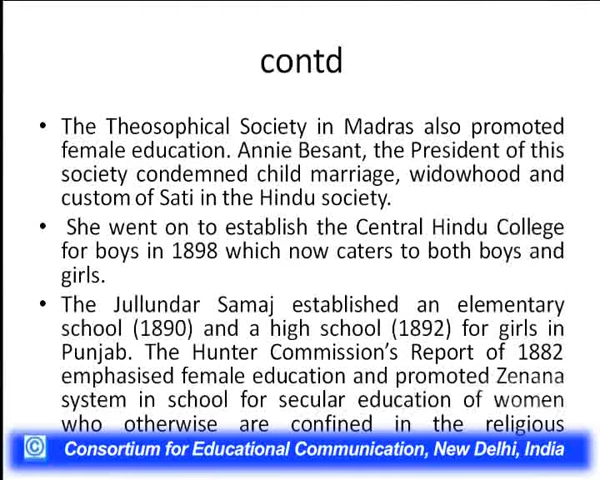 contd
• The Theosophical Society in Madras also promoted
female education. Annie Besant, the President of this
society condemned child marriage, widowhood and
custom of Sati in the Hindu society.
• She went on to establish the Central Hindu College
for boys in 1898 which now caters to both boys and
girls.
• The Jullundar Samaj established an elementary
school (1890) and a high school (1892) for girls in
Punjab. The Hunter Commission's Report of 1882
emphasised female education and promoted Zenana
system in school for secular education of women
who otherwise are confined in the religious
© Consortium for Educational Communication, New Delhi, India